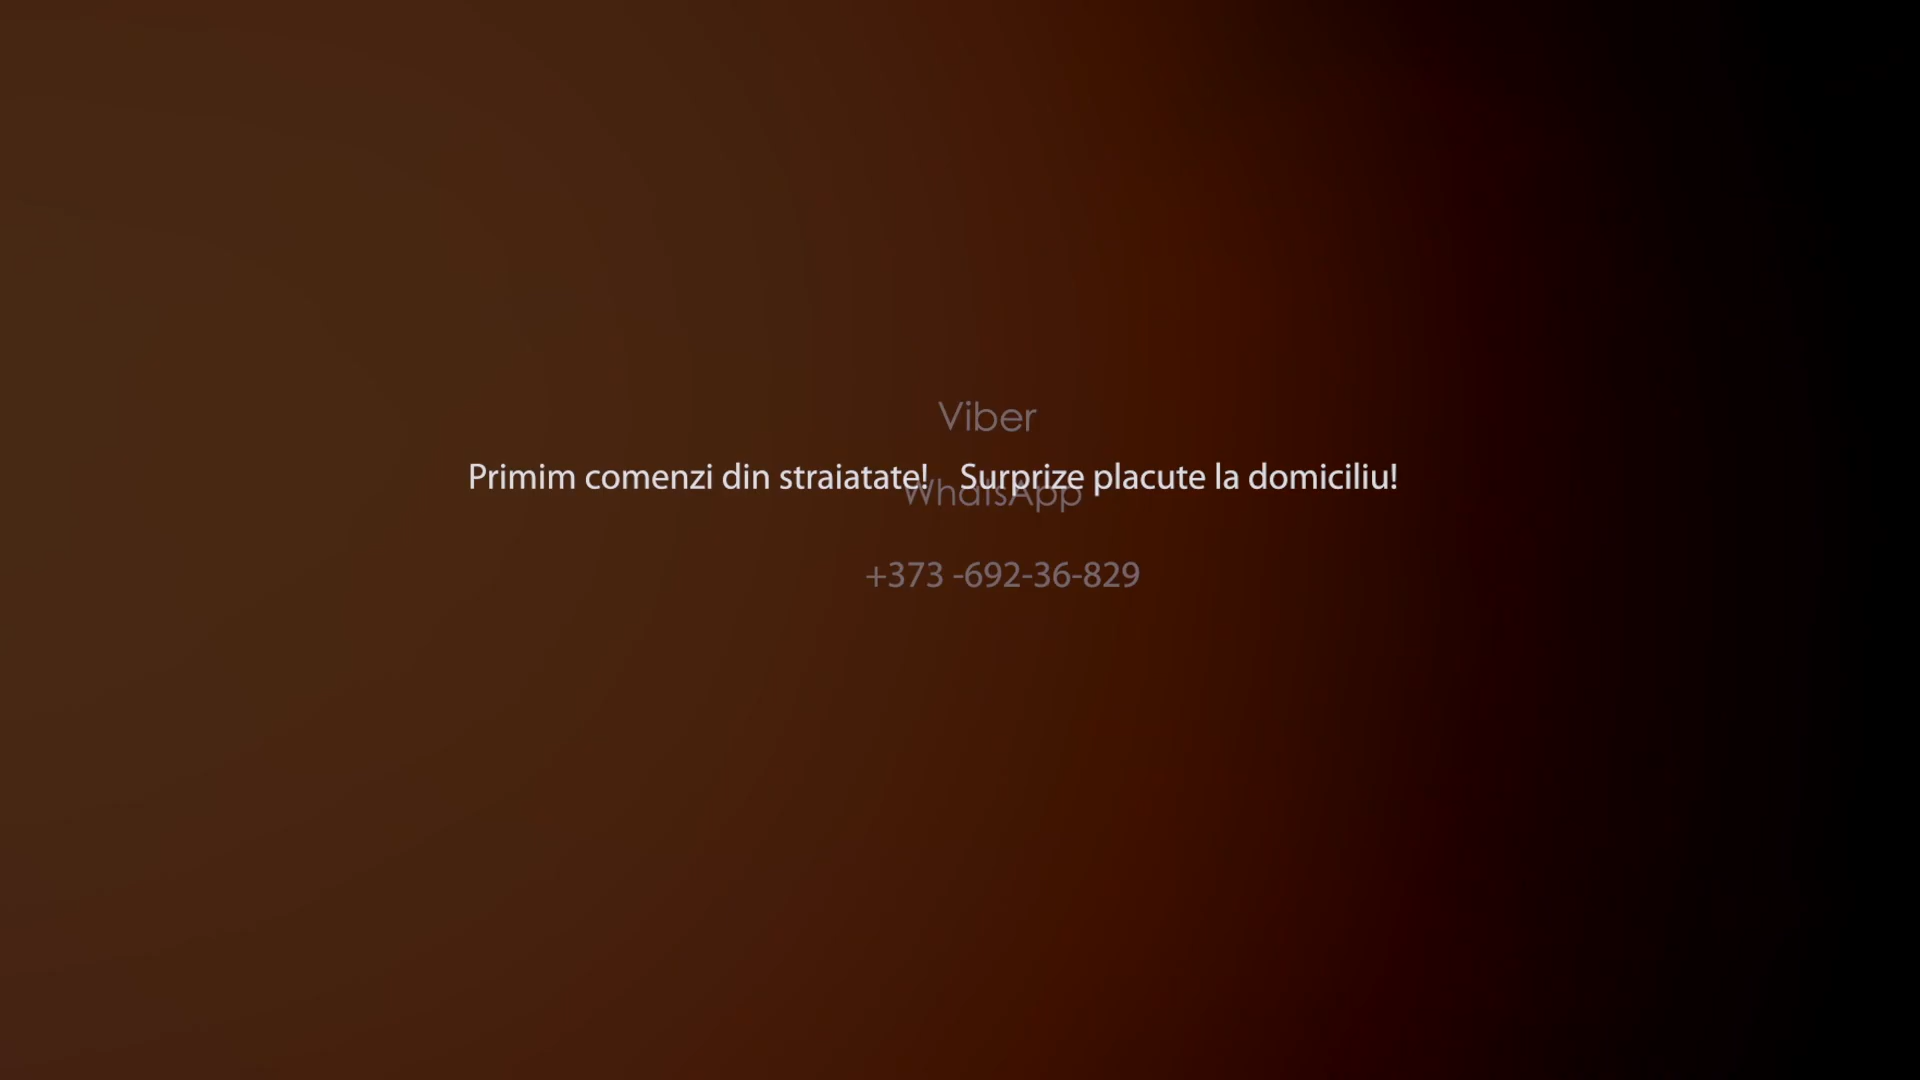 Viber
Primim comenzi din straiatate! Surprize placute la domiciliu!
WhatsApp
+373 -692-36-829